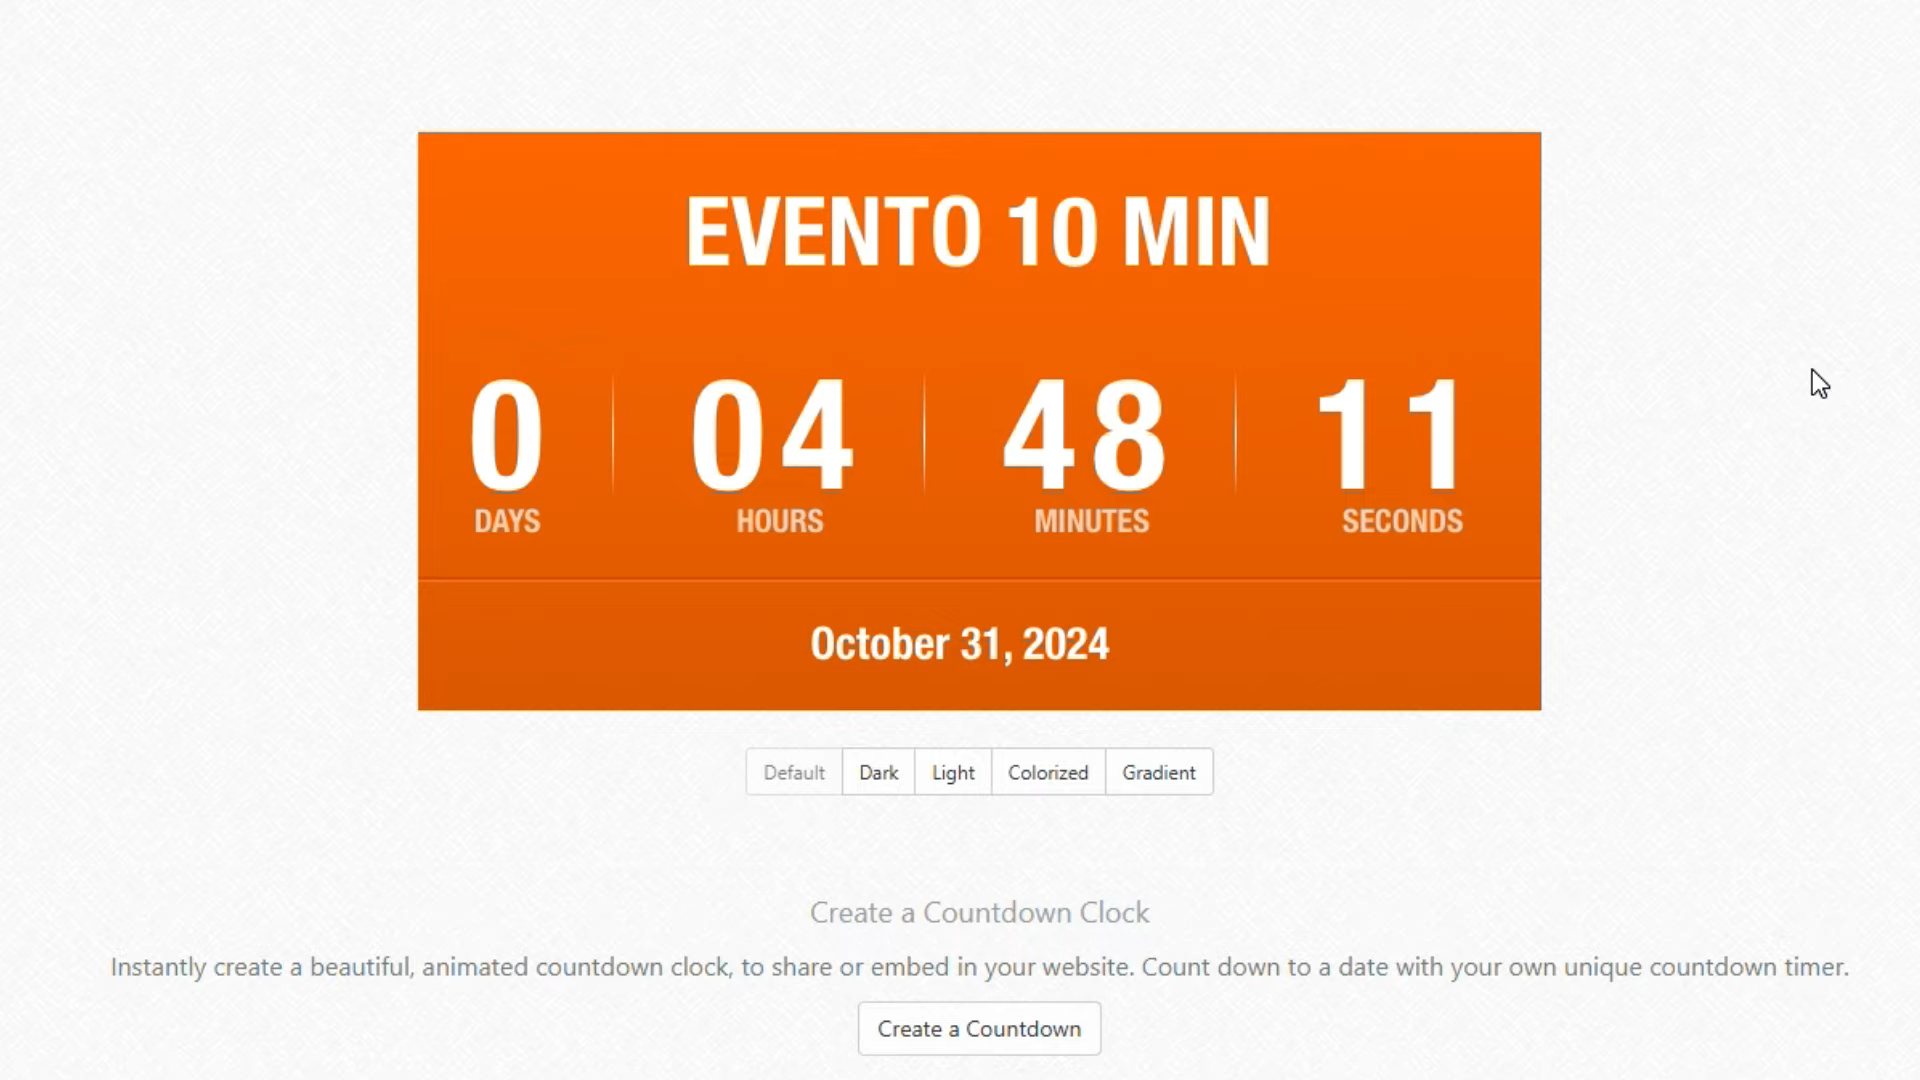 EVENTO 10 MIN
0 04 48 11
DAYS HOURS MINUTES SECONDS
October 31, 2024
Default Dark Light Colorized Gradient
Create a Countdown Clock
Instantly create a beautiful, animated countdown clock, to share or embed in your website. Count down to a date with your own unique countdown timer.
Create a Countdown